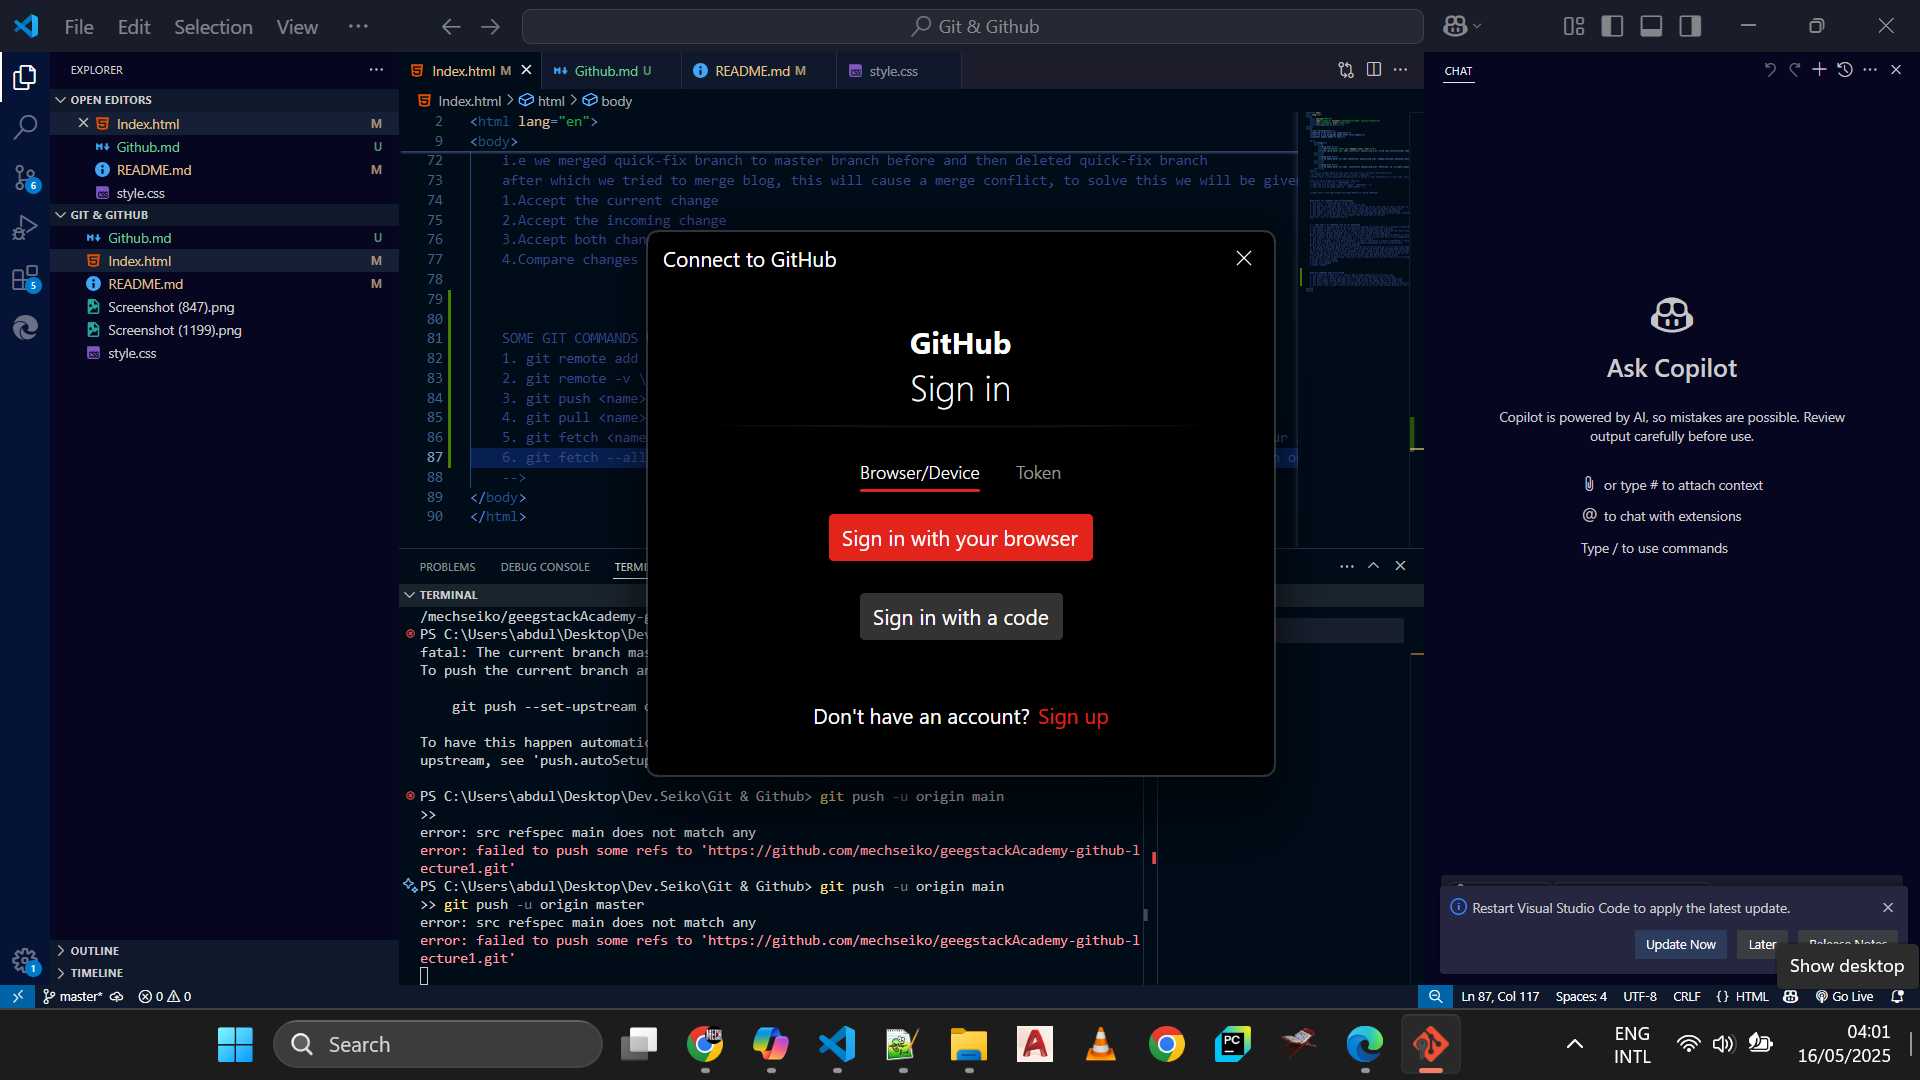 File Edit Selection View ···
Git & Github
EXPLORER
OPEN EDITORS
Index.html M
Github.md U
README.md M
style.css
GIT & GITHUB
Github.md U
Index.html M
README.md M
Screenshot (847).png
Screenshot (1199).png
style.css
OUTLINE
TIMELINE
6
5
1
Index.html M
Github.md U
README.md M
style.css
Index.html > html > body
2 <html lang="en">
9 <body>
72 i.e we merged quick-fix branch to master branch before and then deleted quick-fix branch
73 after which we tried to merge blog, this will cause a merge conflict, to solve this we will be give
74 1.Accept the current change
75 2.Accept the incoming change
76 3.Accept both chan
77 4.Compare changes
78
79
80
81 SOME GIT COMMANDS
82 1. git remote add
83 2. git remote -v \
84 3. git push <name>
85 4. git pull <name>
86 5. git fetch <name ur
87 6. git fetch --all
88 -->
89 </body>
90 </html>
Connect to GitHub
GitHub
Sign in
Browser/Device Token
Sign in with your browser
Sign in with a code
Don't have an account? Sign up
PROBLEMS DEBUG CONSOLE TERMI
TERMINAL
/mechseiko/geegstackAcademy-g
PS C:\Users\abdul\Desktop\Dev
fatal: The current branch mas
To push the current branch an
git push --set-upstream o
To have this happen automatic
upstream, see 'push.autoSetup
PS C:\Users\abdul\Desktop\Dev.Seiko\Git & Github> git push -u origin main
>>
error: src refspec main does not match any
error: failed to push some refs to 'https://github.com/mechseiko/geegstackAcademy-github-l
ecture1.git'
PS C:\Users\abdul\Desktop\Dev.Seiko\Git & Github> git push -u origin main
>> git push -u origin master
error: src refspec main does not match any
error: failed to push some refs to 'https://github.com/mechseiko/geegstackAcademy-github-l
ecture1.git'
CHAT
Ask Copilot
Copilot is powered by AI, so mistakes are possible. Review
output carefully before use.
or type # to attach context
@ to chat with extensions
Type / to use commands
Restart Visual Studio Code to apply the latest update.
Update Now Later Release Notes
Show desktop
master* 0 0
Ln 87, Col 117 Spaces: 4 UTF-8 CRLF {} HTML Go Live
Search
MECH
PC
ENG
INTL
04:01
16/05/2025